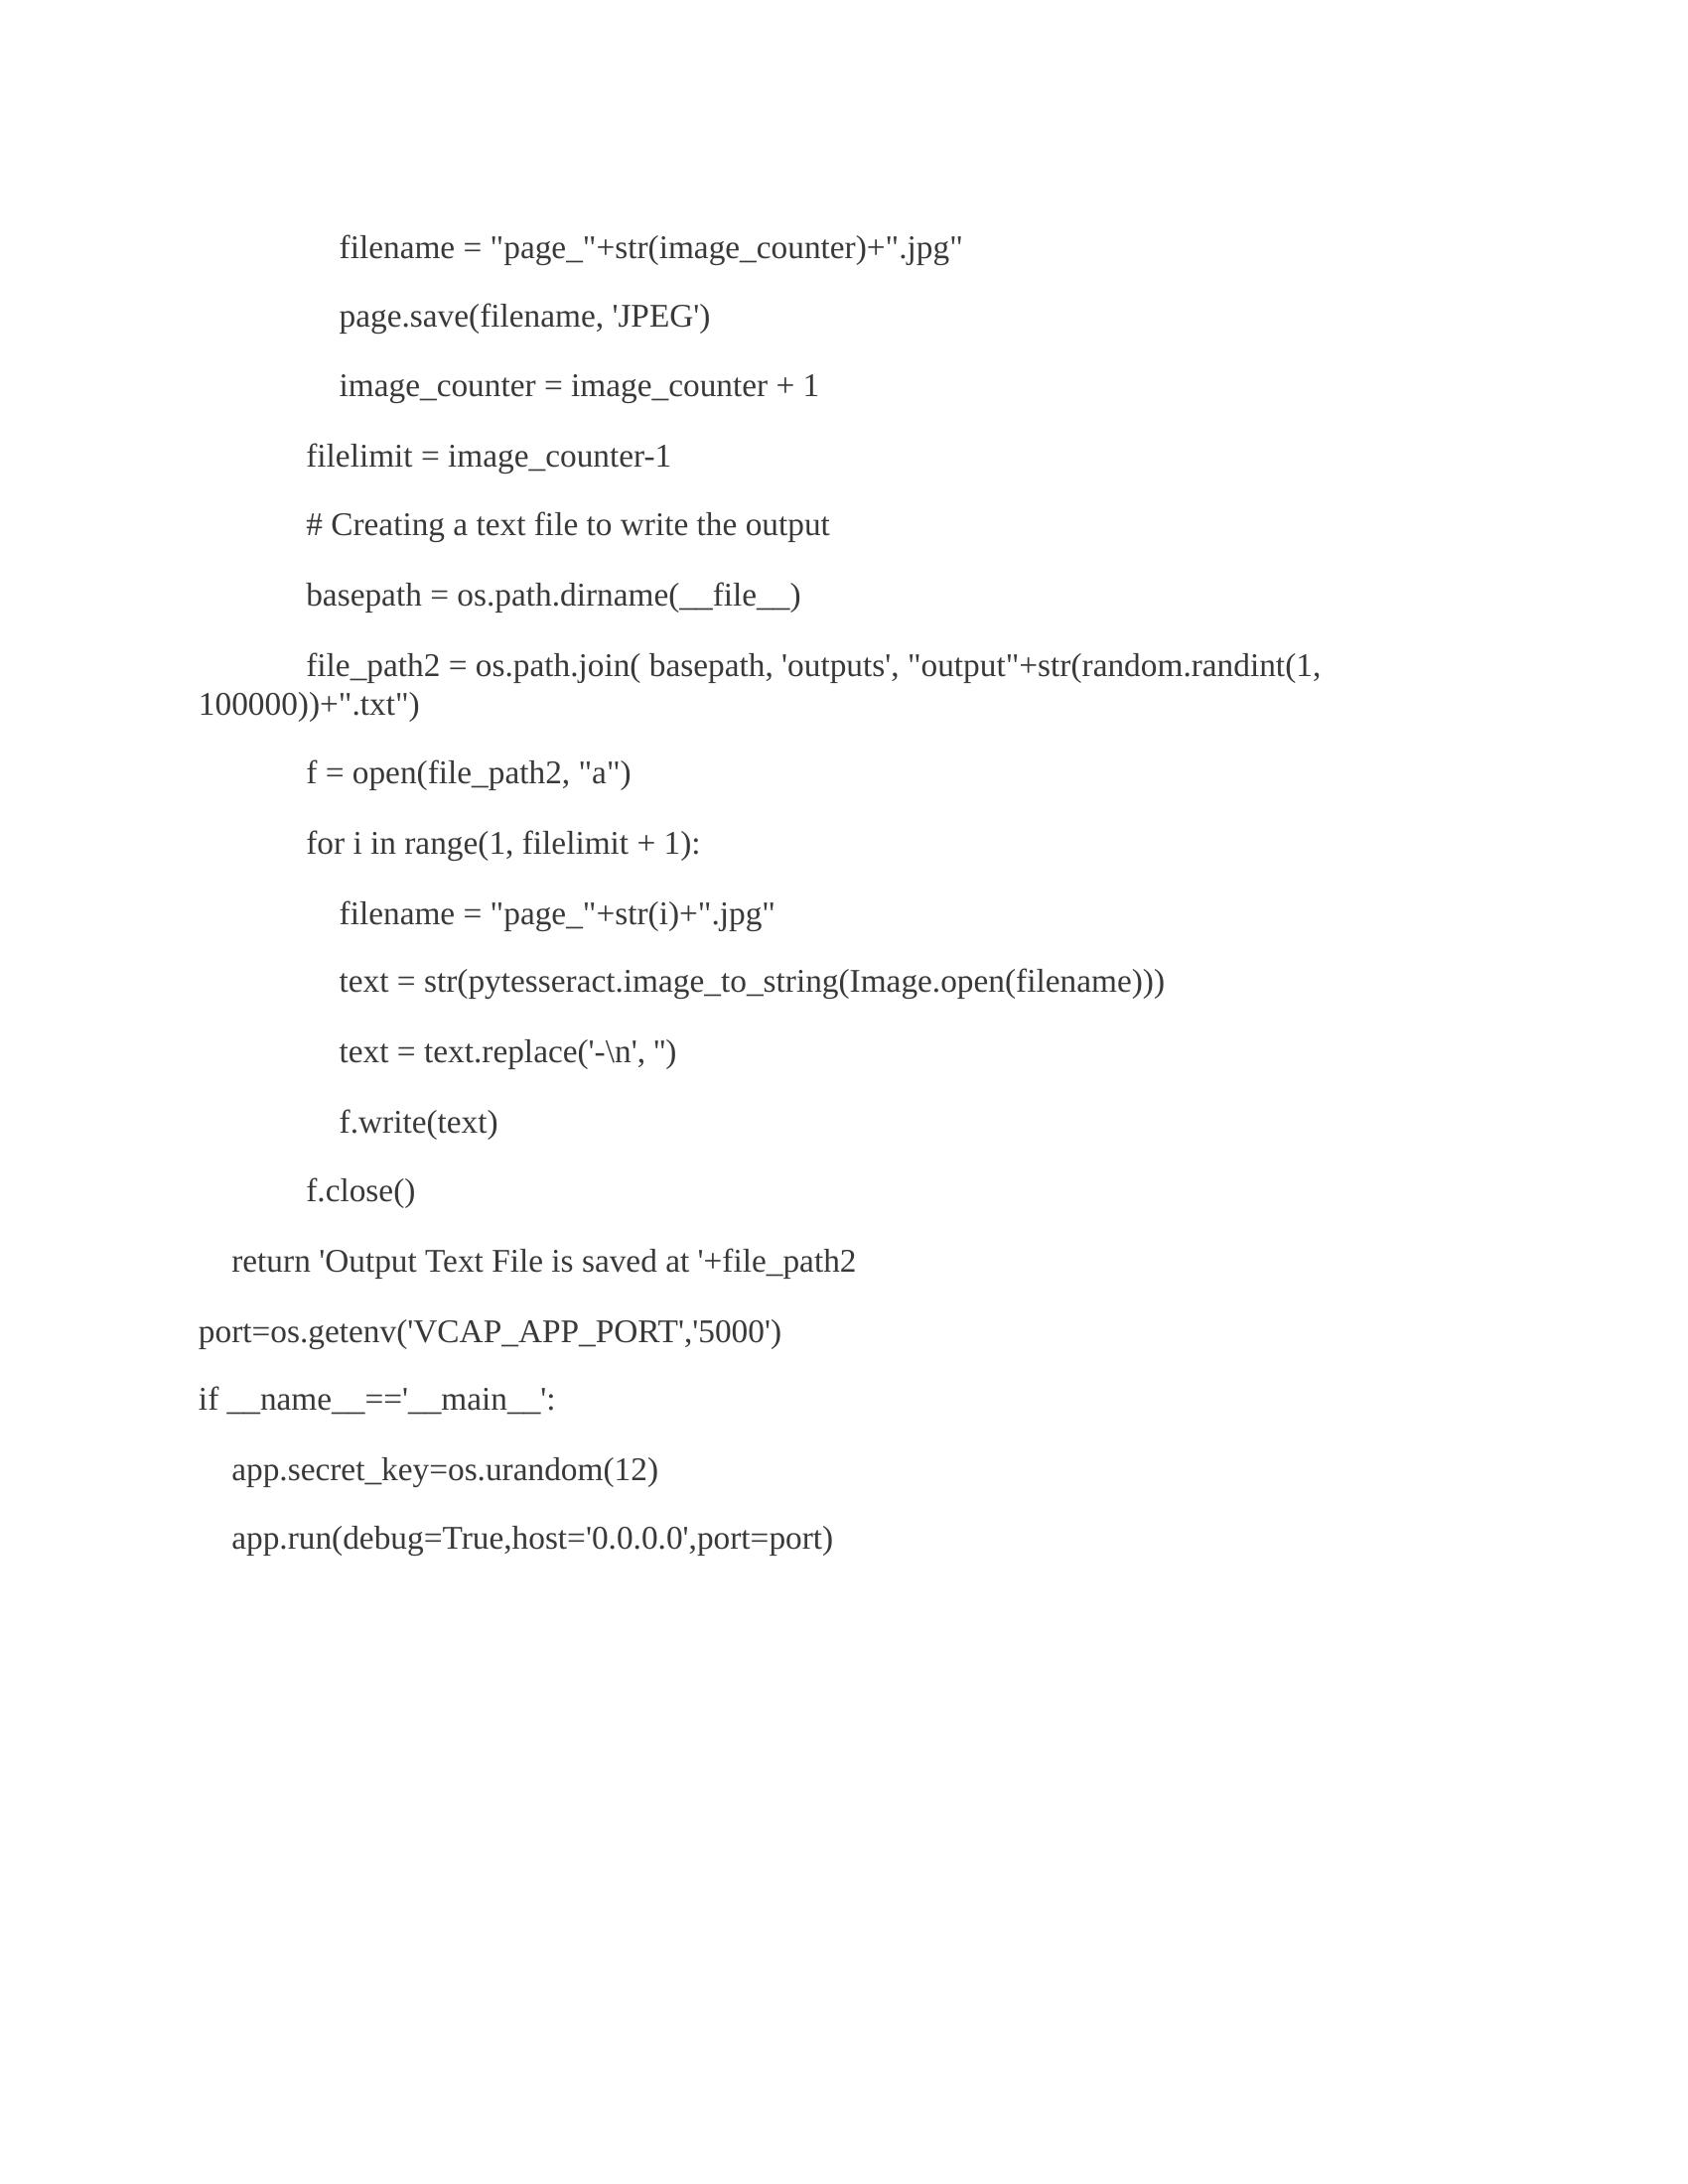 filename = "page_"+str(image_counter)+".jpg"
page.save(filename, 'JPEG')
image_counter = image_counter + 1
filelimit = image_counter-1
# Creating a text file to write the output
basepath = os.path.dirname(__file__)
file_path2 = os.path.join( basepath, 'outputs', "output"+str(random.randint(1,
100000))+".txt")
f = open(file_path2, "a")
for i in range(1, filelimit + 1):
filename = "page_"+str(i)+".jpg"
text = str(pytesseract.image_to_string(Image.open(filename)))
text = text.replace('-\n', '')
f.write(text)
f.close()
return 'Output Text File is saved at '+file_path2
port=os.getenv('VCAP_APP_PORT','5000')
if __name__=='__main__':
app.secret_key=os.urandom(12)
app.run(debug=True,host='0.0.0.0',port=port)